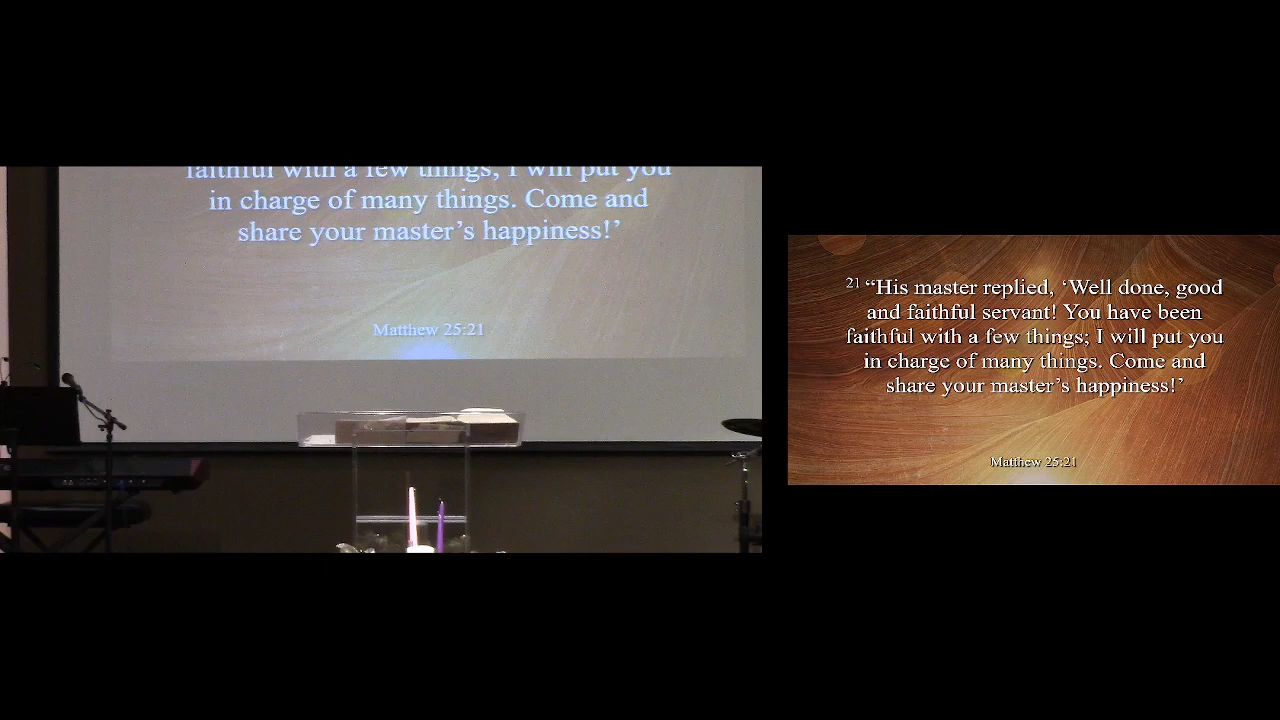 faithful with a few things; I will put you
in charge of many things. Come and
share your master’s happiness!’
Matthew 25:21
21 “His master replied, ‘Well done, good
and faithful servant! You have been
faithful with a few things; I will put you
in charge of many things. Come and
share your master’s happiness!’
Matthew 25:21